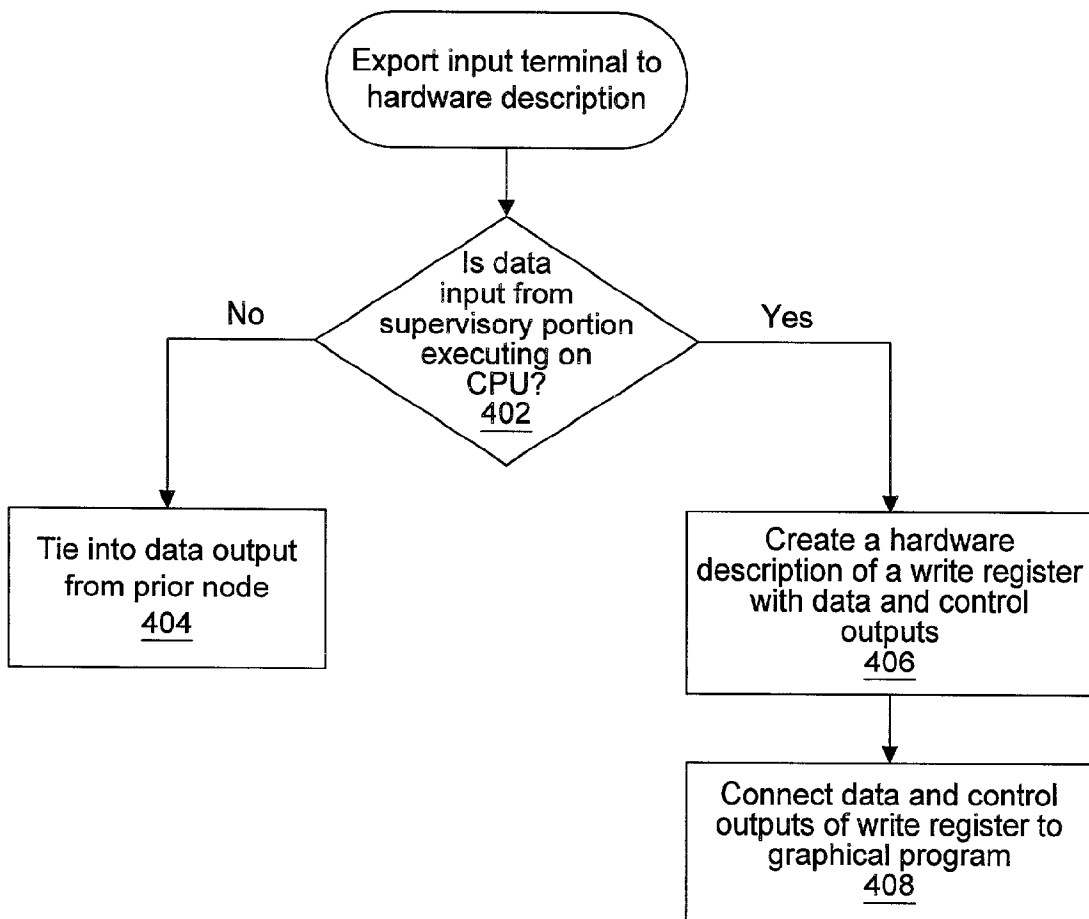 Export input terminal to
hardware description
Is data
input from
supervisory portion
executing on
CPU?
402
No
Yes
Tie into data output
from prior node
404
Create a hardware
description of a write register
with data and control
outputs
406
Connect data and control
outputs of write register to
graphical program
408